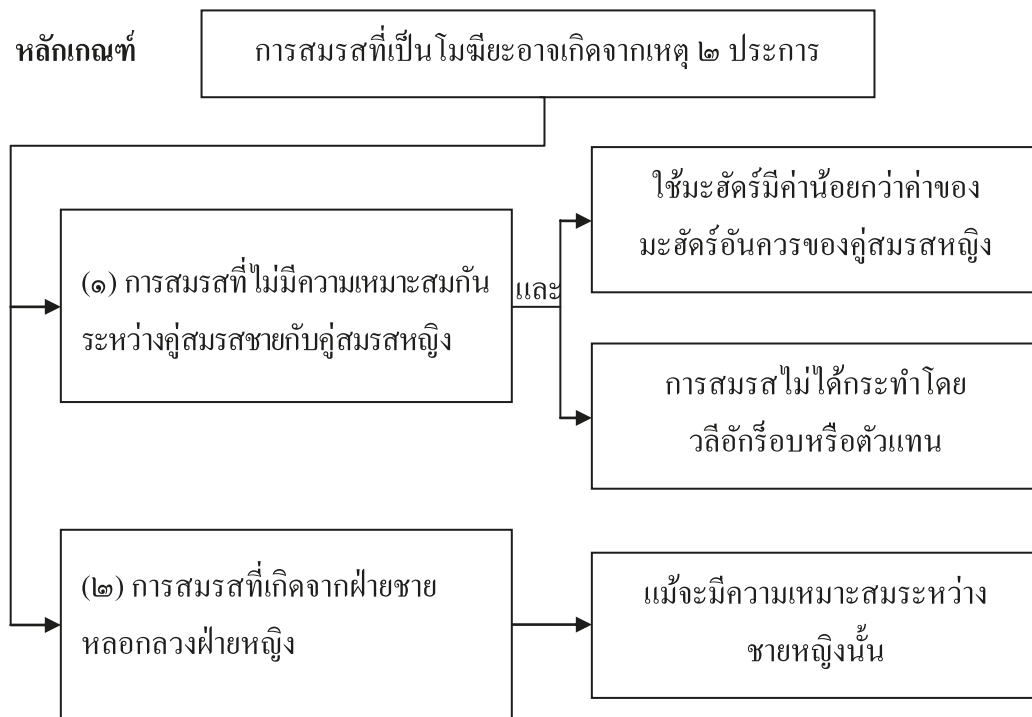 หลักเกณฑ์
การสมรสที่เป็นโมฆียะอาจเกิดจากเหตุ ๒ ประการ
(๑) การสมรสที่ไม่มีความเหมาะสมกัน
ระหว่างคู่สมรสชายกับคู่สมรสหญิง
และ
ใช้มะฮัดร์มีค่าน้อยกว่าค่าของ
มะฮัดร์อันควรของคู่สมรสหญิง
การสมรสไม่ได้กระทำโดย
วลีอักร็อบหรือตัวแทน
(๒) การสมรสที่เกิดจากฝ่ายชาย
หลอกลวงฝ่ายหญิง
แม้จะมีความเหมาะสมระหว่าง
ชายหญิงนั้น